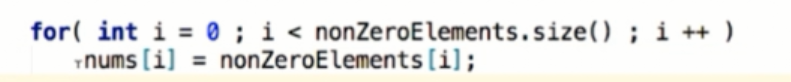 for( int i = 0 ; i < nonZeroElements.size() ; i ++ )
nums[i] = nonZeroElements[i];